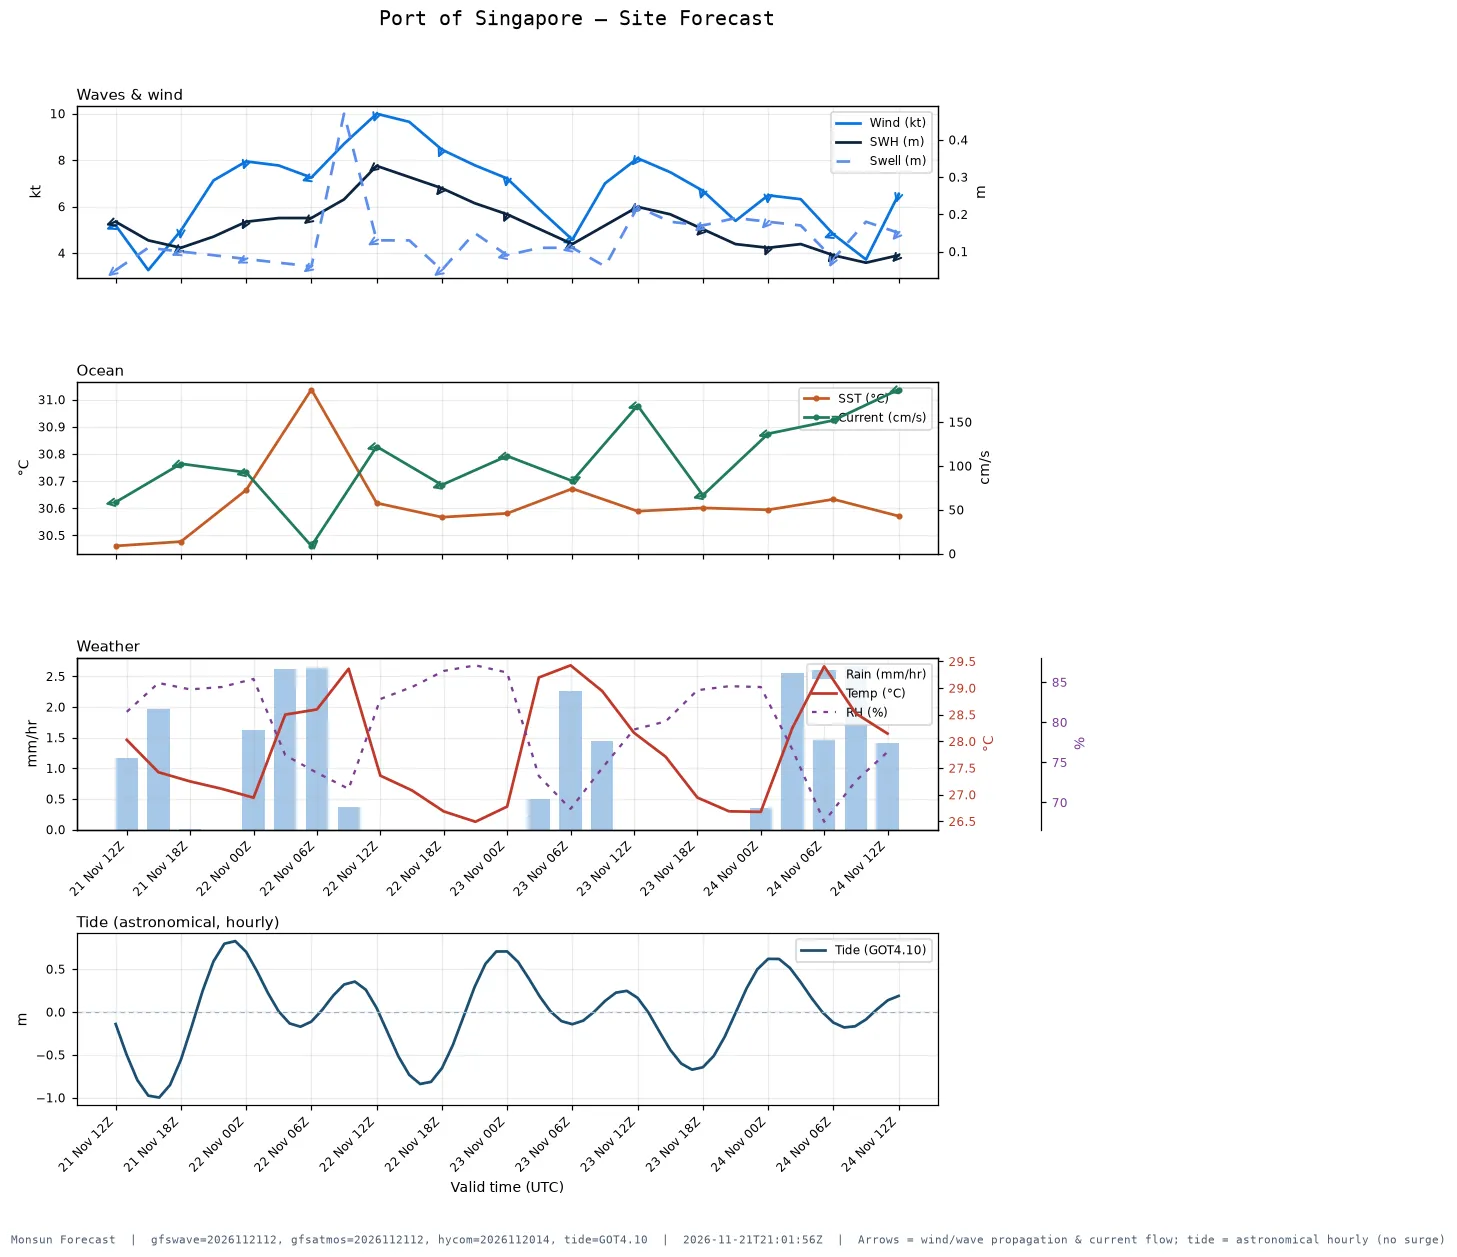 Port of Singapore — Site Forecast
Waves & wind
10
8
6
4
kt
Wind (kt)
SWH (m)
Swell (m)
0.4
0.3
0.2
0.1
m
Ocean
31.0
30.9
30.8
30.7
30.6
30.5
°C
SST (°C)
Current (cm/s)
150
100
50
0
cm/s
Weather
2.5
2.0
1.5
1.0
0.5
0.0
mm/hr
Rain (mm/hr)
Temp (°C)
RH (%)
29.5
29.0
28.5
28.0
27.5
27.0
26.5
°C
85
80
75
70
%
21 Nov 12Z
21 Nov 18Z
22 Nov 00Z
22 Nov 06Z
22 Nov 12Z
22 Nov 18Z
23 Nov 00Z
23 Nov 06Z
23 Nov 12Z
23 Nov 18Z
24 Nov 00Z
24 Nov 06Z
24 Nov 12Z
Tide (astronomical, hourly)
0.5
0.0
−0.5
−1.0
m
Tide (GOT4.10)
21 Nov 12Z
21 Nov 18Z
22 Nov 00Z
22 Nov 06Z
22 Nov 12Z
22 Nov 18Z
23 Nov 00Z
23 Nov 06Z
23 Nov 12Z
23 Nov 18Z
24 Nov 00Z
24 Nov 06Z
24 Nov 12Z
Valid time (UTC)
Monsun Forecast | gfswave=2026112112, gfsatmos=2026112112, hycom=2026112014, tide=GOT4.10 | 2026-11-21T21:01:56Z | Arrows = wind/wave propagation & current flow; tide = astronomical hourly (no surge)